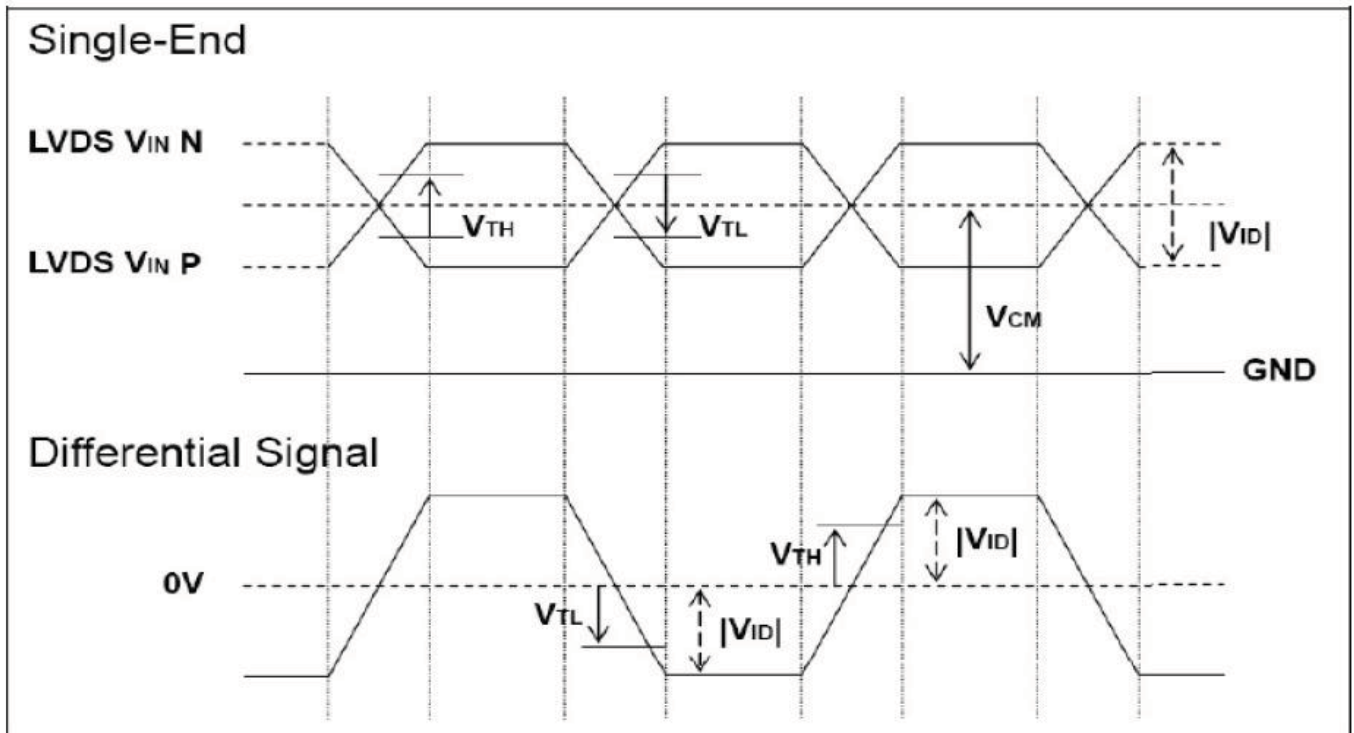 Single-End
LVDS VIN N
VTH
VTL
|VID|
LVDS VIN P
VCM
GND
Differential Signal
VTH
|VID|
0V
VTL
|VID|